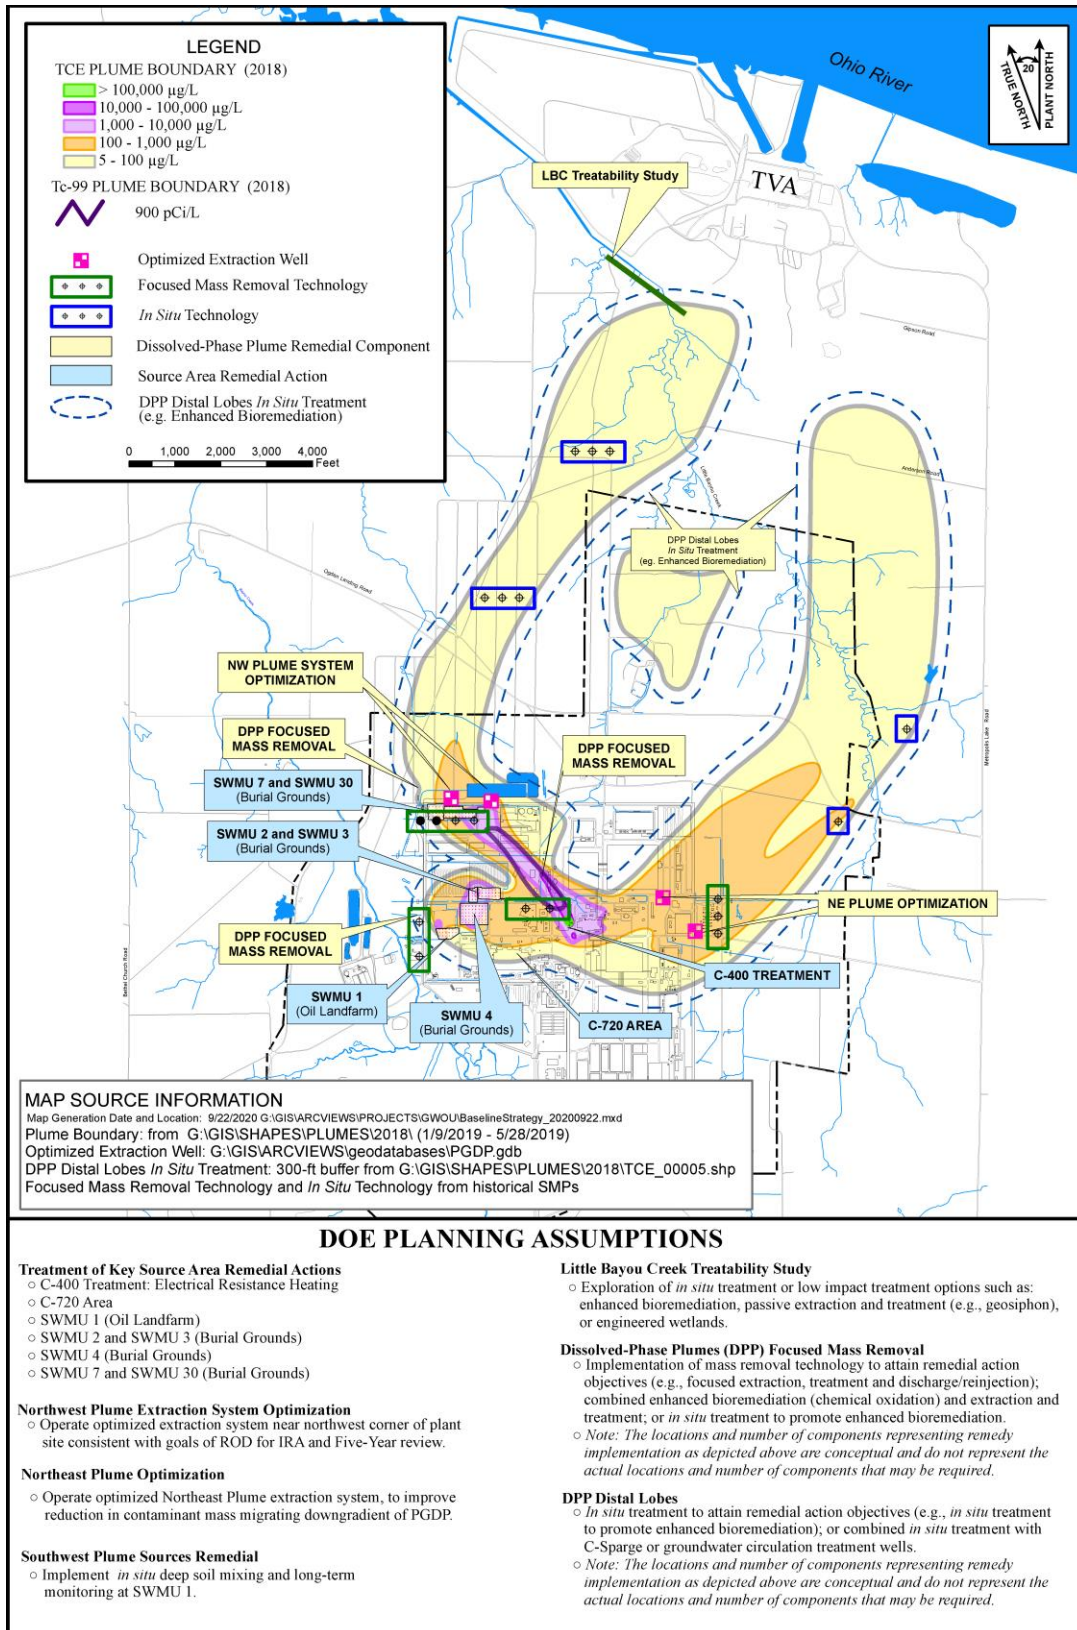 LEGEND
TCE PLUME BOUNDARY (2018)
> 100,000 µg/L
10,000 - 100,000 µg/L
1,000 - 10,000 µg/L
100 - 1,000 µg/L
5 - 100 µg/L
Tc-99 PLUME BOUNDARY (2018)
900 pCi/L
Optimized Extraction Well
Focused Mass Removal Technology
In Situ Technology
Dissolved-Phase Plume Remedial Component
Source Area Remedial Action
DPP Distal Lobes In Situ Treatment
(e.g. Enhanced Bioremediation)
0 1,000 2,000 3,000 4,000
Feet
Ohio River
20
TRUE NORTH
PLANT NORTH
LBC Treatability Study
TVA
Gipson Road
Anderson Road
Little Bayou Creek
DPP Distal Lobes
In Situ Treatment
(eg. Enhanced Bioremediation)
Ogden Landing Road
NW PLUME SYSTEM
OPTIMIZATION
DPP FOCUSED
MASS REMOVAL
DPP FOCUSED
MASS REMOVAL
Metropolis Lake Road
SWMU 7 and SWMU 30
(Burial Grounds)
SWMU 2 and SWMU 3
(Burial Grounds)
NE PLUME OPTIMIZATION
DPP FOCUSED
MASS REMOVAL
Bethel Church Road
C-400 TREATMENT
SWMU 1
(Oil Landfarm)
SWMU 4
(Burial Grounds)
C-720 AREA
MAP SOURCE INFORMATION
Map Generation Date and Location: 9/22/2020 G:\GIS\ARCVIEWS\PROJECTS\GWOU\BaselineStrategy_20200922.mxd
Plume Boundary: from G:\GIS\SHAPES\PLUMES\2018\ (1/9/2019 - 5/28/2019)
Optimized Extraction Well: G:\GIS\ARCVIEWS\geodatabases\PGDP.gdb
DPP Distal Lobes In Situ Treatment: 300-ft buffer from G:\GIS\SHAPES\PLUMES\2018\TCE_00005.shp
Focused Mass Removal Technology and In Situ Technology from historical SMPs
DOE PLANNING ASSUMPTIONS
Treatment of Key Source Area Remedial Actions
○ C-400 Treatment: Electrical Resistance Heating
○ C-720 Area
○ SWMU 1 (Oil Landfarm)
○ SWMU 2 and SWMU 3 (Burial Grounds)
○ SWMU 4 (Burial Grounds)
○ SWMU 7 and SWMU 30 (Burial Grounds)
Northwest Plume Extraction System Optimization
○ Operate optimized extraction system near northwest corner of plant
site consistent with goals of ROD for IRA and Five-Year review.
Northeast Plume Optimization
○ Operate optimized Northeast Plume extraction system, to improve
reduction in contaminant mass migrating downgradient of PGDP.
Southwest Plume Sources Remedial
○ Implement in situ deep soil mixing and long-term
monitoring at SWMU 1.
Little Bayou Creek Treatability Study
○ Exploration of in situ treatment or low impact treatment options such as:
enhanced bioremediation, passive extraction and treatment (e.g., geosiphon),
or engineered wetlands.
Dissolved-Phase Plumes (DPP) Focused Mass Removal
○ Implementation of mass removal technology to attain remedial action
objectives (e.g., focused extraction, treatment and discharge/reinjection);
combined enhanced bioremediation (chemical oxidation) and extraction and
treatment; or in situ treatment to promote enhanced bioremediation.
○ Note: The locations and number of components representing remedy
implementation as depicted above are conceptual and do not represent the
actual locations and number of components that may be required.
DPP Distal Lobes
○ In situ treatment to attain remedial action objectives (e.g., in situ treatment
to promote enhanced bioremediation); or combined in situ treatment with
C-Sparge or groundwater circulation treatment wells.
○ Note: The locations and number of components representing remedy
implementation as depicted above are conceptual and do not represent the
actual locations and number of components that may be required.